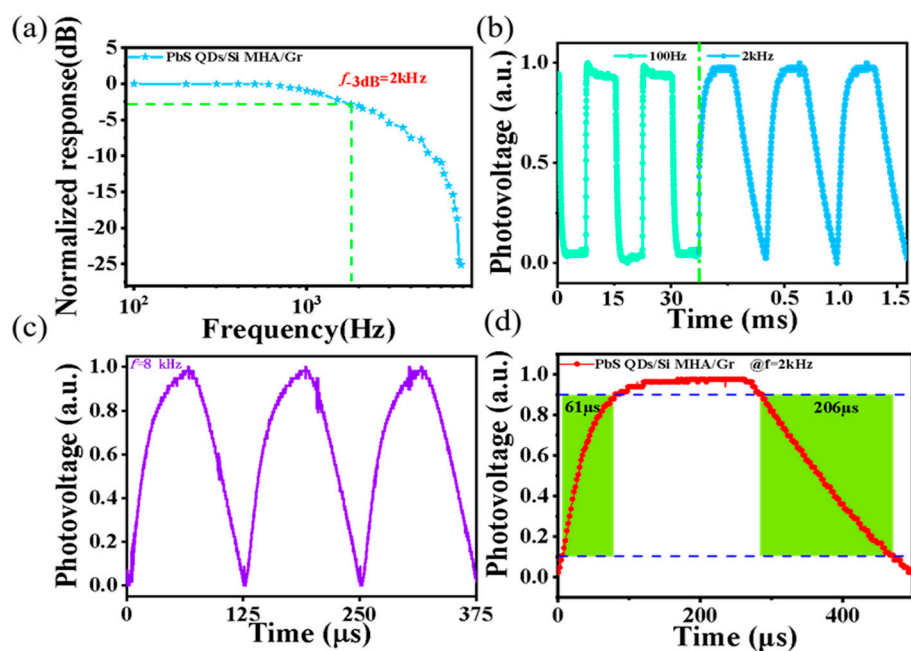 (a)
Normalized response(dB)
5
0
-5
-10
-15
-20
-25
PbS QDs/Si MHA/Gr
f-3dB=2kHz
10²
10³
Frequency(Hz)
(b)
Photovoltage (a.u.)
1.0
0.5
0.0
100Hz
2kHz
0
15
30
0.5
1.0
1.5
Time (ms)
(c)
Photovoltage (a.u.)
1.0
0.8
0.6
0.4
0.2
0.0
f=8 kHz
0
125
250
375
Time (μs)
(d)
Photovoltage (a.u.)
1.0
0.8
0.6
0.4
0.2
0.0
PbS QDs/Si MHA/Gr @f=2kHz
61μs
206μs
0
200
400
Time (μs)